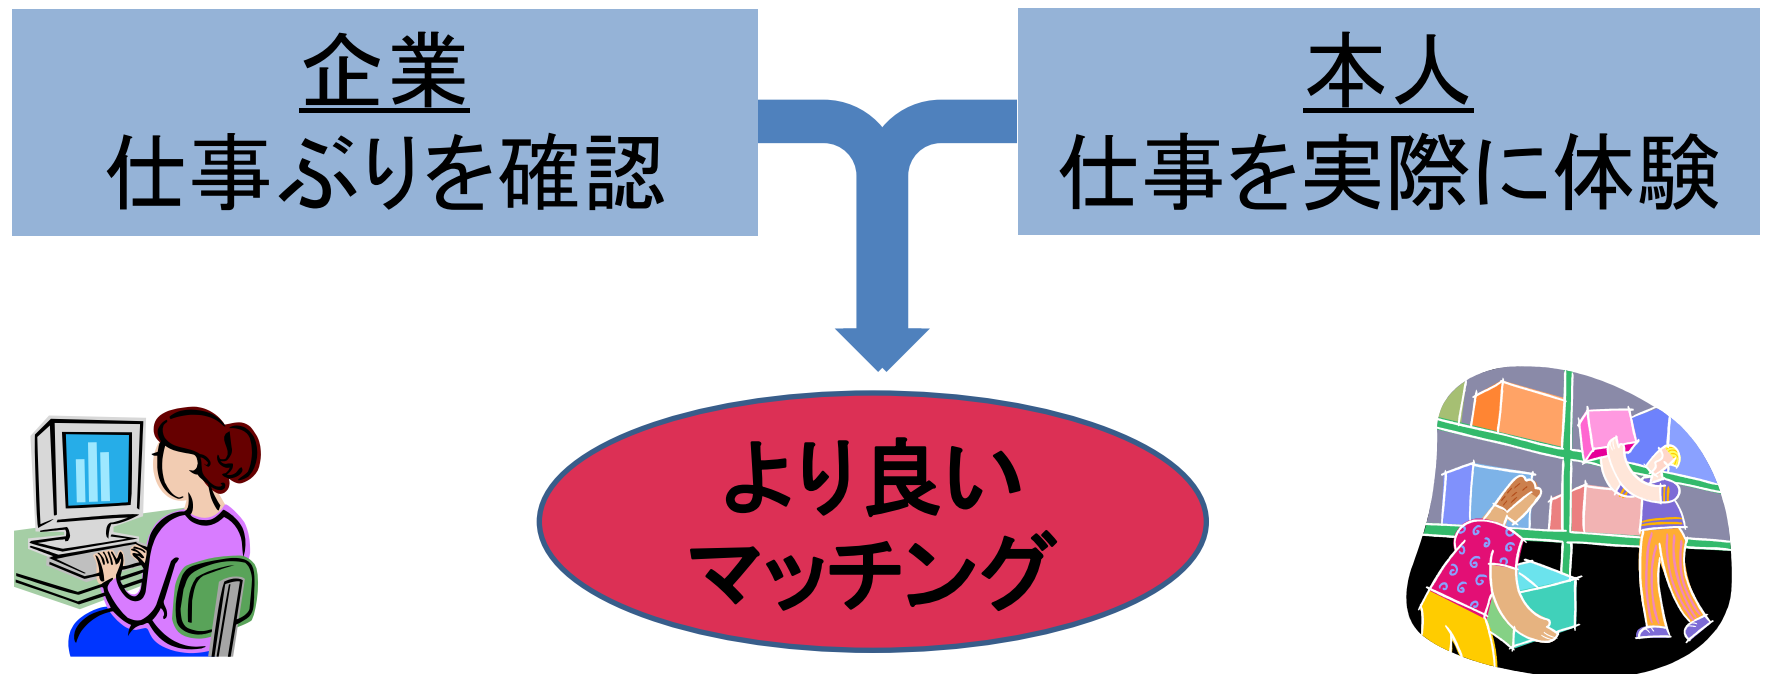 企業
仕事ぶりを確認
本人
仕事を実際に体験
より良い
マッチング